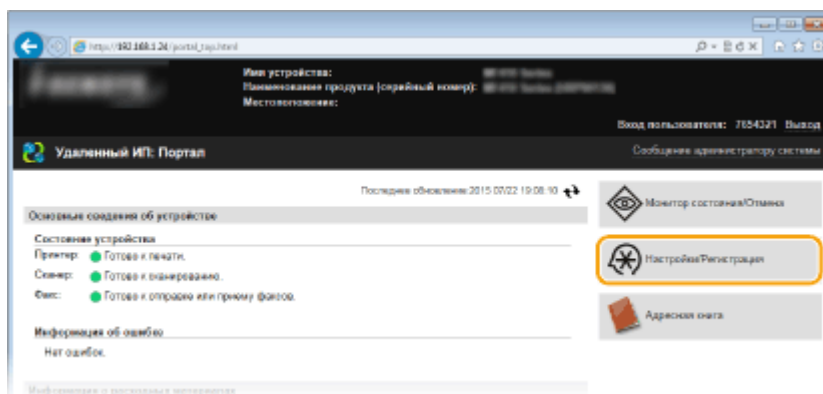 http://192.168.1.24/portal_top.html
Имя устройства:
Наименование продукта (серийный номер):
Местоположение:
Вход пользователя: 7654321 Выход
Удаленный ИП: Портал
Сообщение администратору системы
Последнее обновление:2015 07/22 19:08:10
Монитор состояния/Отмена
Основные сведения об устройстве
Состояние устройства
Принтер: Готово к печати.
Настройки/Регистрация
Сканер: Готово к сканированию.
Факс: Готово к отправке или приему факсов.
Адресная книга
Информация об ошибке
Нет ошибок.
Информация о расходных материалах